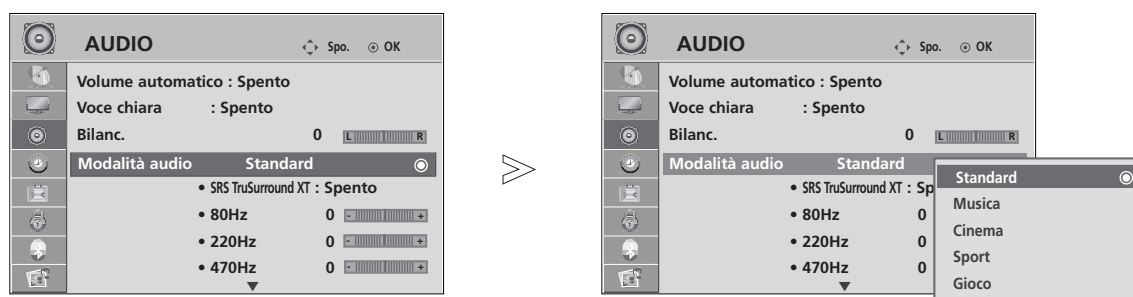 AUDIO Spo. OK
Volume automatico : Spento
Voce chiara : Spento
Bilanc. 0 L R
Modalità audio Standard
• SRS TruSurround XT : Spento
• 80Hz 0 - +
• 220Hz 0 - +
• 470Hz 0 - +
AUDIO Spo. OK
Volume automatico : Spento
Voce chiara : Spento
Bilanc. 0 L R
Modalità audio Standard
• SRS TruSurround XT : Sp
• 80Hz 0
• 220Hz 0
• 470Hz 0
Standard
Musica
Cinema
Sport
Gioco